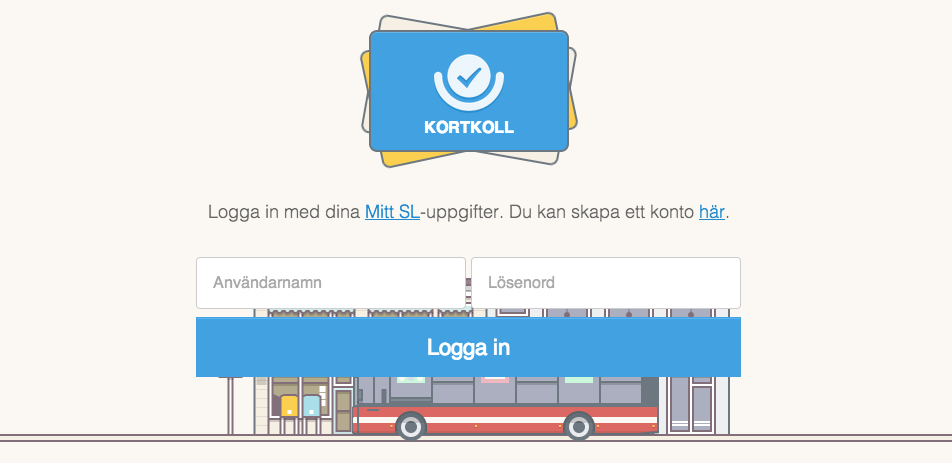 KORTKOLL
Logga in med dina Mitt SL-uppgifter. Du kan skapa ett konto här.
Användarnamn Lösenord
Logga in